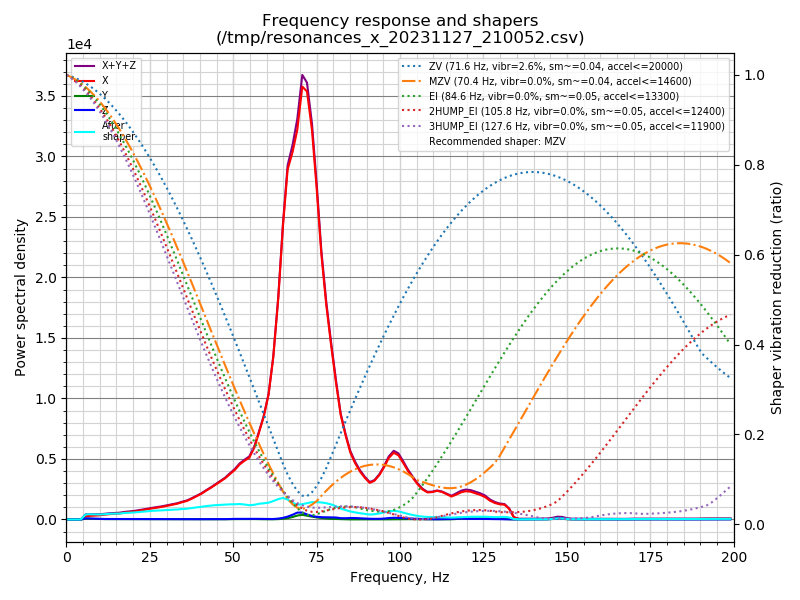 Frequency response and shapers
(/tmp/resonances_x_20231127_210052.csv)
1e4
X+Y+Z
X
Y
Z
After
shaper
ZV (71.6 Hz, vibr=2.6%, sm~=0.04, accel<=20000)
MZV (70.4 Hz, vibr=0.0%, sm~=0.04, accel<=14600)
EI (84.6 Hz, vibr=0.0%, sm~=0.05, accel<=13300)
2HUMP_EI (105.8 Hz, vibr=0.0%, sm~=0.05, accel<=12400)
3HUMP_EI (127.6 Hz, vibr=0.0%, sm~=0.05, accel<=11900)
Recommended shaper: MZV
3.5
3.0
2.5
2.0
1.5
1.0
0.5
0.0
Power spectral density
1.0
0.8
0.6
0.4
0.2
0.0
Shaper vibration reduction (ratio)
0 25 50 75 100 125 150 175 200
Frequency, Hz